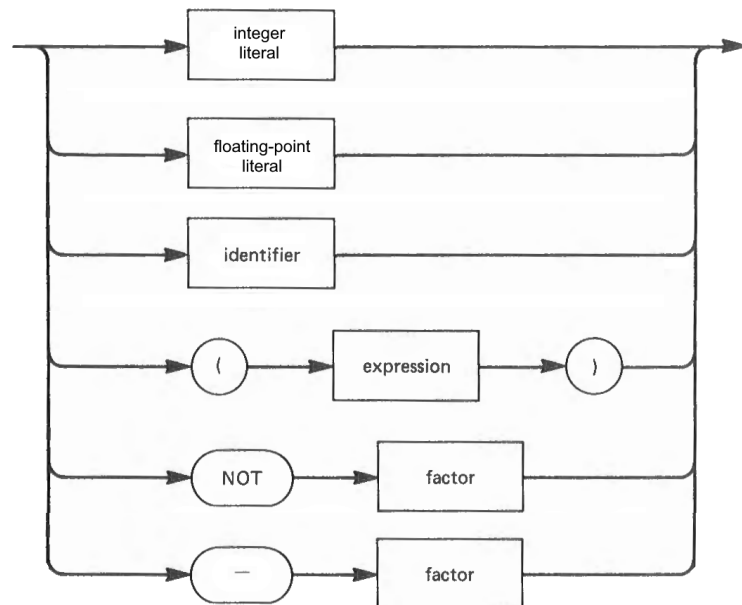 integer
literal
floating-point
literal
identifier
( expression )
NOT factor
− factor